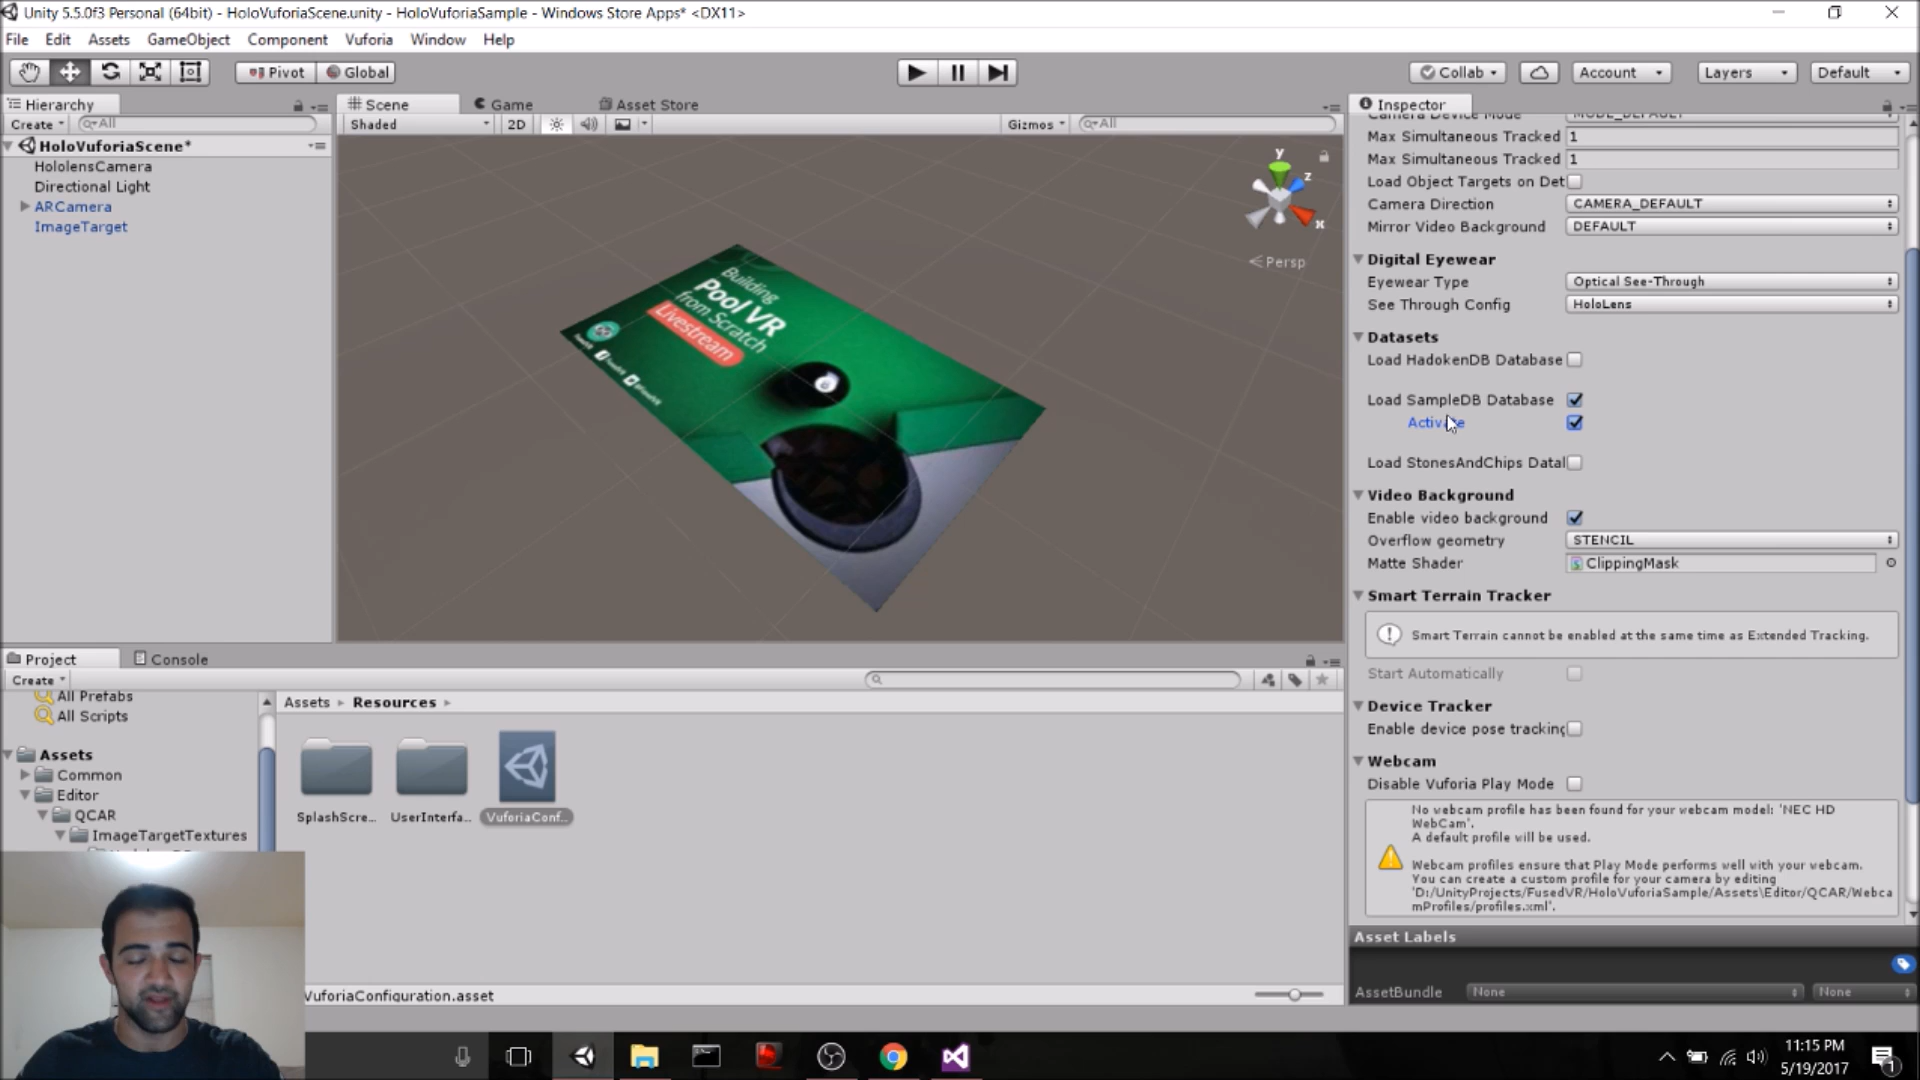 Unity 5.5.0f3 Personal (64bit) - HoloVuforiaScene.unity - HoloVuforiaSample - Windows Store Apps* <DX11>
File Edit Assets GameObject Component Vuforia Window Help
Pivot Global Collab Account Layers Default
Hierarchy
Create All
HoloVuforiaScene*
HololensCamera
Directional Light
ARCamera
ImageTarget
Scene Game Asset Store
Shaded 2D Gizmos All
y
z
x
Persp
Building
Pool VR
from Scratch
Livestream
Inspector
Camera Device Mode MODE_DEFAULT
Max Simultaneous Tracked 1
Max Simultaneous Tracked 1
Load Object Targets on Det
Camera Direction CAMERA_DEFAULT
Mirror Video Background DEFAULT
Digital Eyewear
Eyewear Type Optical See-Through
See Through Config HoloLens
Datasets
Load HadokenDB Database
Load SampleDB Database
Activate
Load StonesAndChips Datal
Video Background
Enable video background
Overflow geometry STENCIL
Matte Shader ClippingMask
Smart Terrain Tracker
Smart Terrain cannot be enabled at the same time as Extended Tracking.
Start Automatically
Device Tracker
Enable device pose tracking
Webcam
Disable Vuforia Play Mode
No webcam profile has been found for your webcam model: 'NEC HD
WebCam'.
A default profile will be used.
Webcam profiles ensure that Play Mode performs well with your webcam.
You can create a custom profile for your camera by editing
'D:/UnityProjects/FusedVR/HoloVuforiaSample/Assets\Editor/QCAR/Webca
mProfiles/profiles.xml'.
Asset Labels
AssetBundle None None
Project Console
Create
All Prefabs
All Scripts
Assets
Common
Editor
QCAR
ImageTargetTextures
Assets Resources
SplashScre... UserInterfa... VuforiaConf...
VuforiaConfiguration.asset
11:15 PM
5/19/2017
1